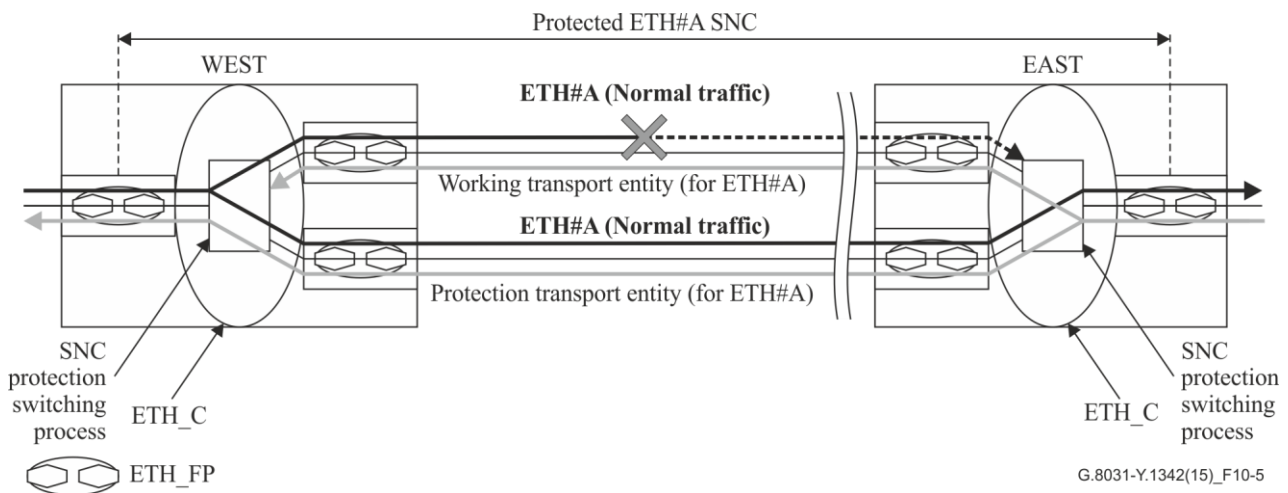 Protected ETH#A SNC
WEST
EAST
ETH#A (Normal traffic)
Working transport entity (for ETH#A)
ETH#A (Normal traffic)
Protection transport entity (for ETH#A)
SNC
protection
switching
process
ETH_C
ETH_C
SNC
protection
switching
process
ETH_FP
G.8031-Y.1342(15)_F10-5